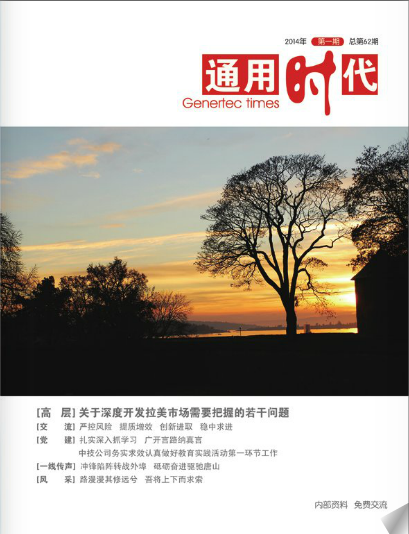 2014年 第一期 总第62期
通用时代
Genertec times
[高 层] 关于深度开发拉美市场需要把握的若干问题
[交 流] 严控风险 提质增效 创新进取 稳中求进
[党 建] 扎实深入抓学习 广开言路纳真言
中技公司务实求效认真做好教育实践活动第一环节工作
[一线传声] 冲锋陷阵转战外埠 砥砺奋进驱驰唐山
[风 采] 路漫漫其修远兮 吾将上下而求索
内部资料 免费交流